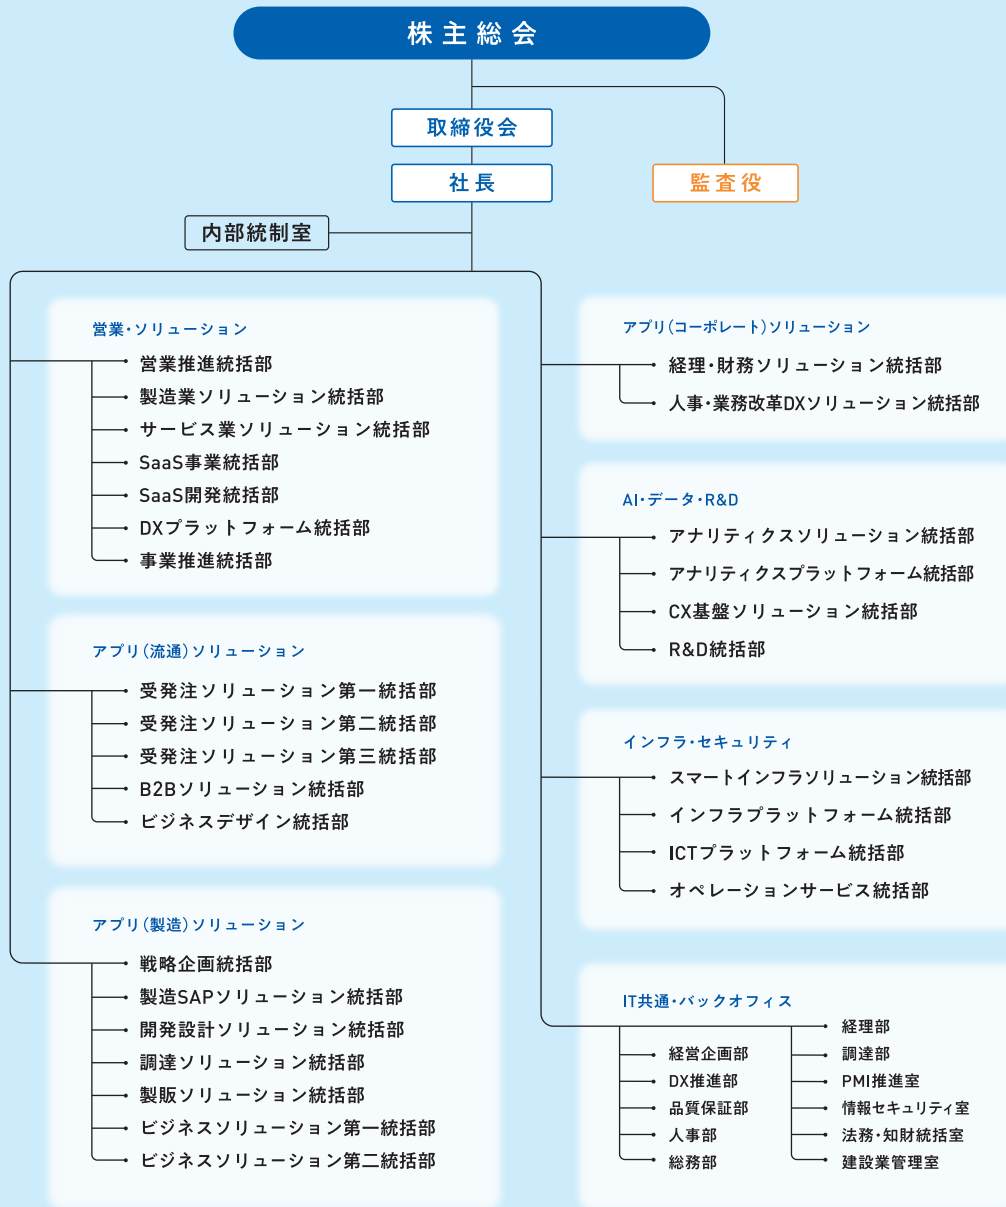 株主総会
取締役会
社長
監査役
内部統制室
営業・ソリューション
営業推進統括部
製造業ソリューション統括部
サービス業ソリューション統括部
SaaS事業統括部
SaaS開発統括部
DXプラットフォーム統括部
事業推進統括部
アプリ(流通)ソリューション
受発注ソリューション第一統括部
受発注ソリューション第二統括部
受発注ソリューション第三統括部
B2Bソリューション統括部
ビジネスデザイン統括部
アプリ(製造)ソリューション
戦略企画統括部
製造SAPソリューション統括部
開発設計ソリューション統括部
調達ソリューション統括部
製販ソリューション統括部
ビジネスソリューション第一統括部
ビジネスソリューション第二統括部
アプリ(コーポレート)ソリューション
経理・財務ソリューション統括部
人事・業務改革DXソリューション統括部
AI・データ・R&D
アナリティクスソリューション統括部
アナリティクスプラットフォーム統括部
CX基盤ソリューション統括部
R&D統括部
インフラ・セキュリティ
スマートインフラソリューション統括部
インフラプラットフォーム統括部
ICTプラットフォーム統括部
オペレーションサービス統括部
IT共通・バックオフィス
経営企画部
DX推進部
品質保証部
人事部
総務部
経理部
調達部
PMI推進室
情報セキュリティ室
法務・知財統括室
建設業管理室